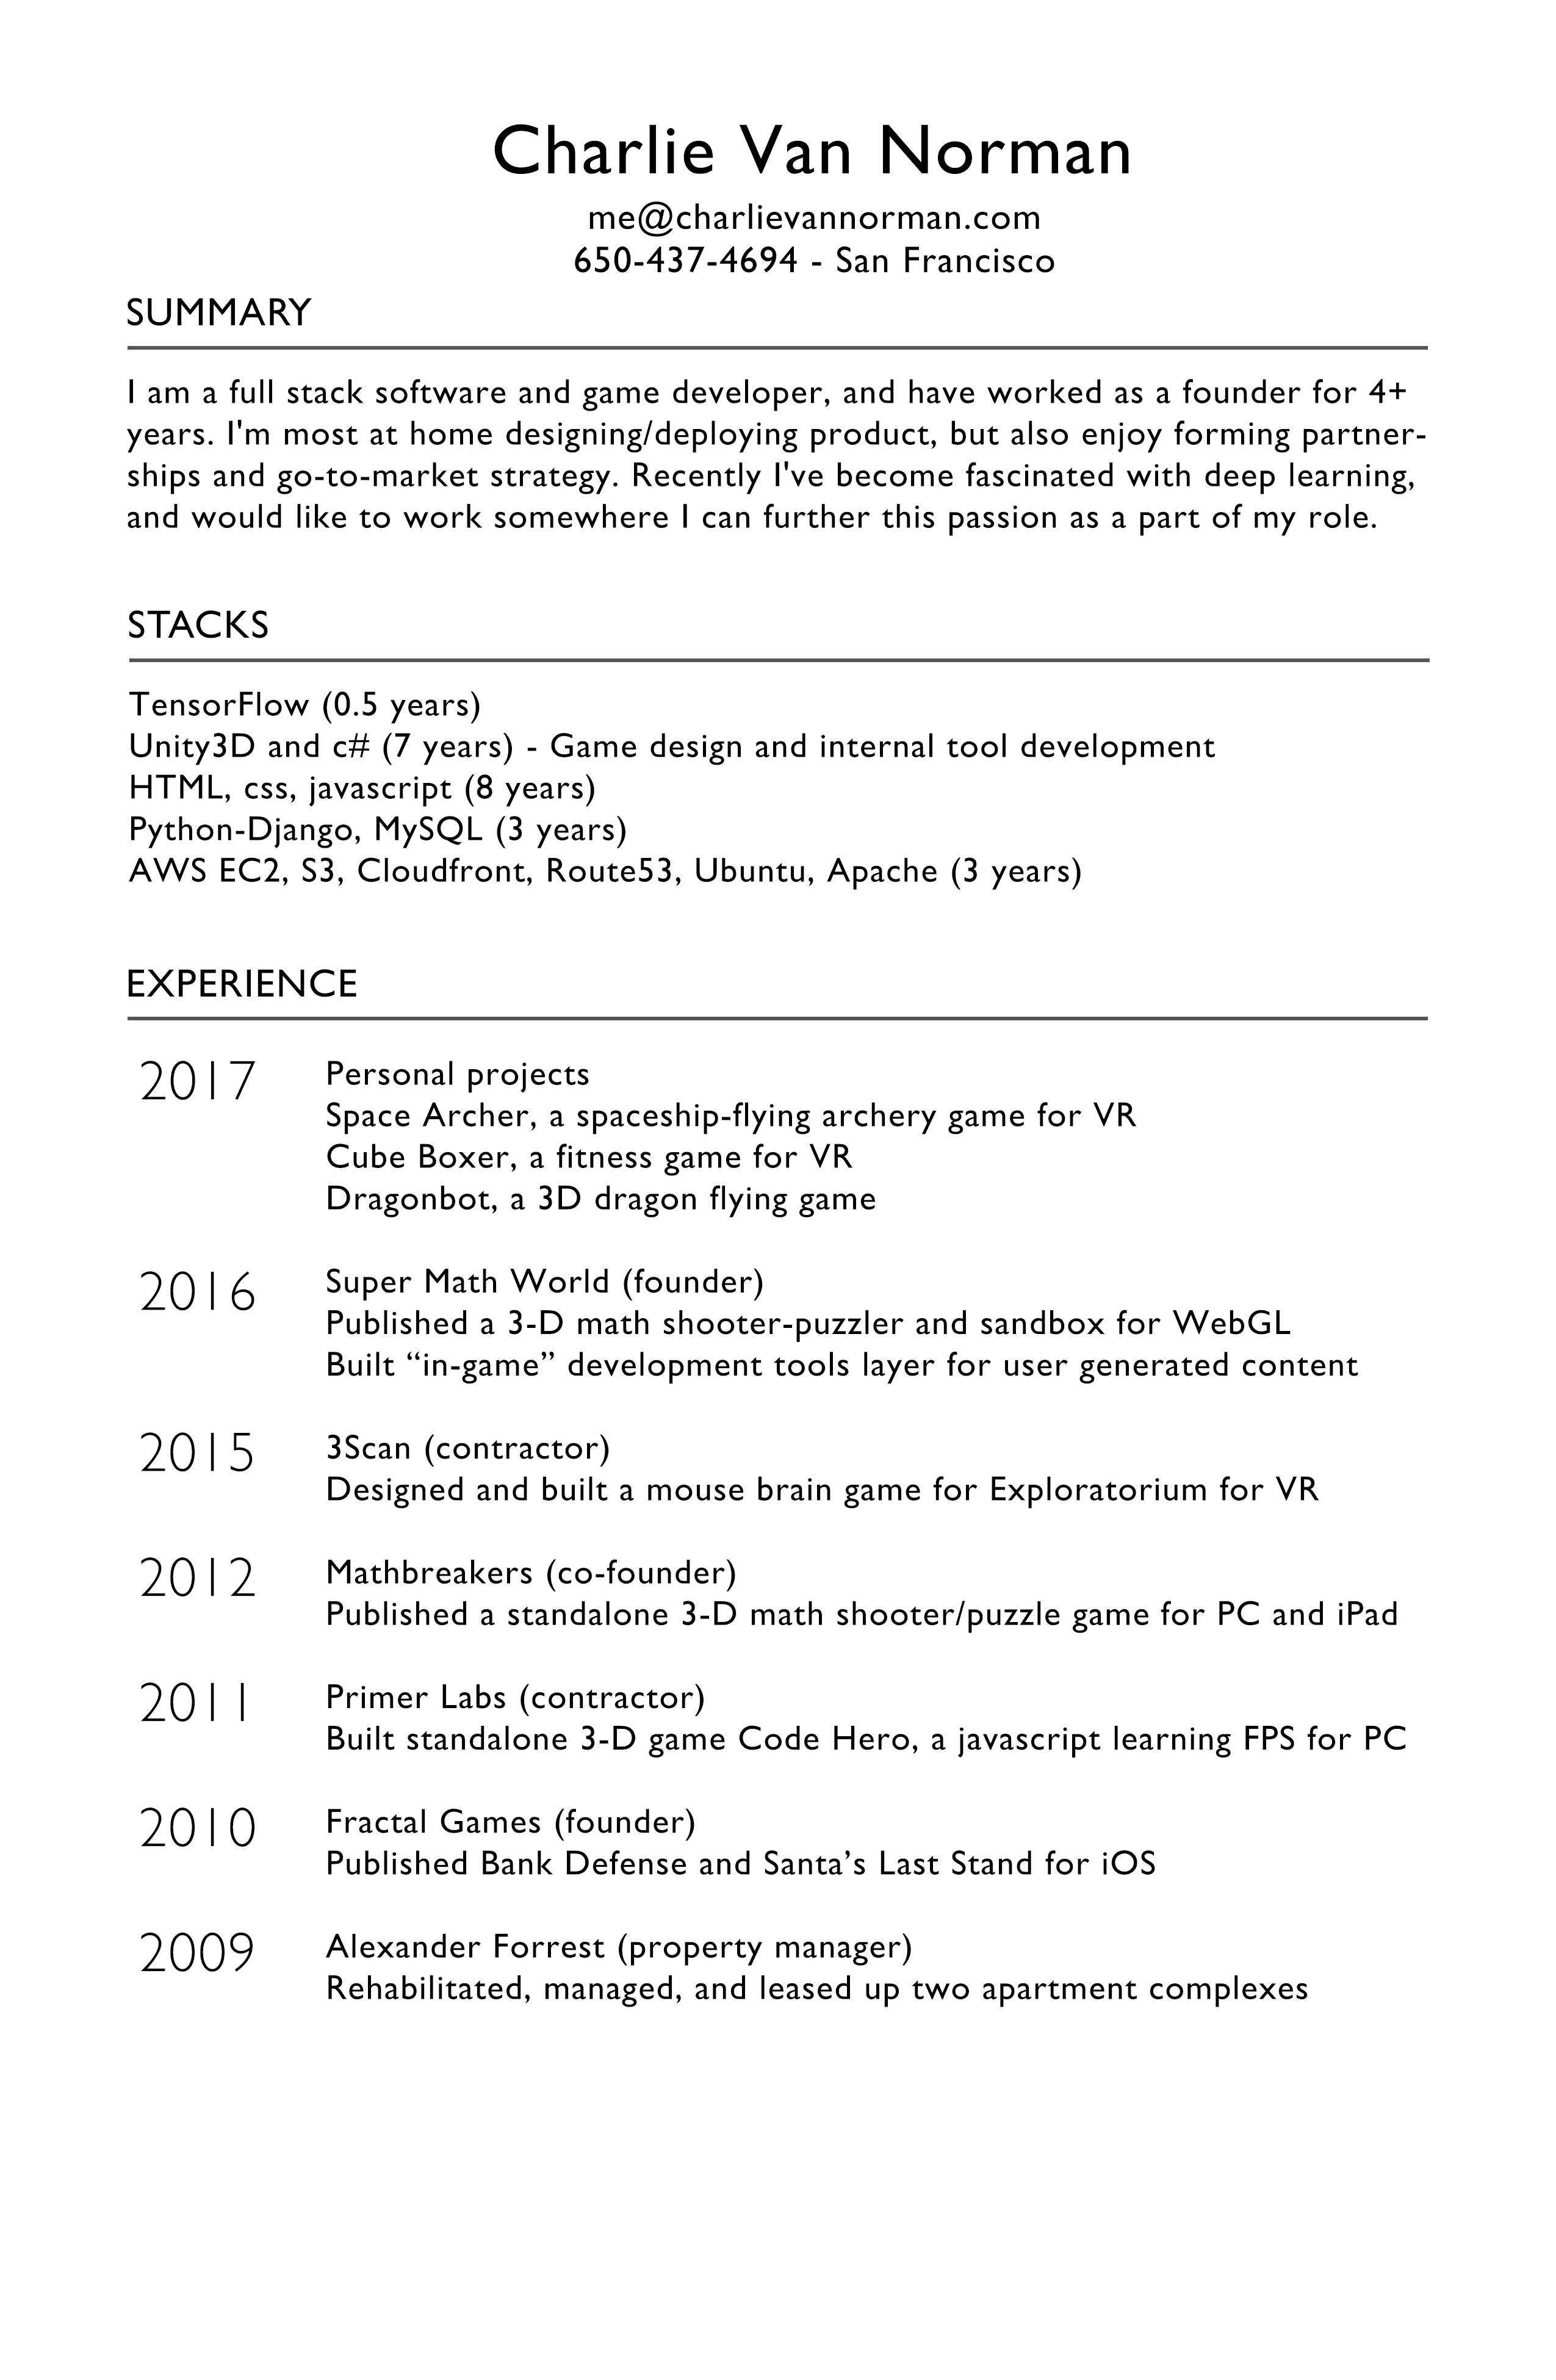 Charlie Van Norman
me@charlievannorman.com
650-437-4694 - San Francisco
SUMMARY
I am a full stack software and game developer, and have worked as a founder for 4+
years. I'm most at home designing/deploying product, but also enjoy forming partner-
ships and go-to-market strategy. Recently I've become fascinated with deep learning,
and would like to work somewhere I can further this passion as a part of my role.
STACKS
TensorFlow (0.5 years)
Unity3D and c# (7 years) - Game design and internal tool development
HTML, css, javascript (8 years)
Python-Django, MySQL (3 years)
AWS EC2, S3, Cloudfront, Route53, Ubuntu, Apache (3 years)
EXPERIENCE
2017 Personal projects
Space Archer, a spaceship-flying archery game for VR
Cube Boxer, a fitness game for VR
Dragonbot, a 3D dragon flying game
2016 Super Math World (founder)
Published a 3-D math shooter-puzzler and sandbox for WebGL
Built “in-game” development tools layer for user generated content
2015 3Scan (contractor)
Designed and built a mouse brain game for Exploratorium for VR
2012 Mathbreakers (co-founder)
Published a standalone 3-D math shooter/puzzle game for PC and iPad
2011 Primer Labs (contractor)
Built standalone 3-D game Code Hero, a javascript learning FPS for PC
2010 Fractal Games (founder)
Published Bank Defense and Santa’s Last Stand for iOS
2009 Alexander Forrest (property manager)
Rehabilitated, managed, and leased up two apartment complexes